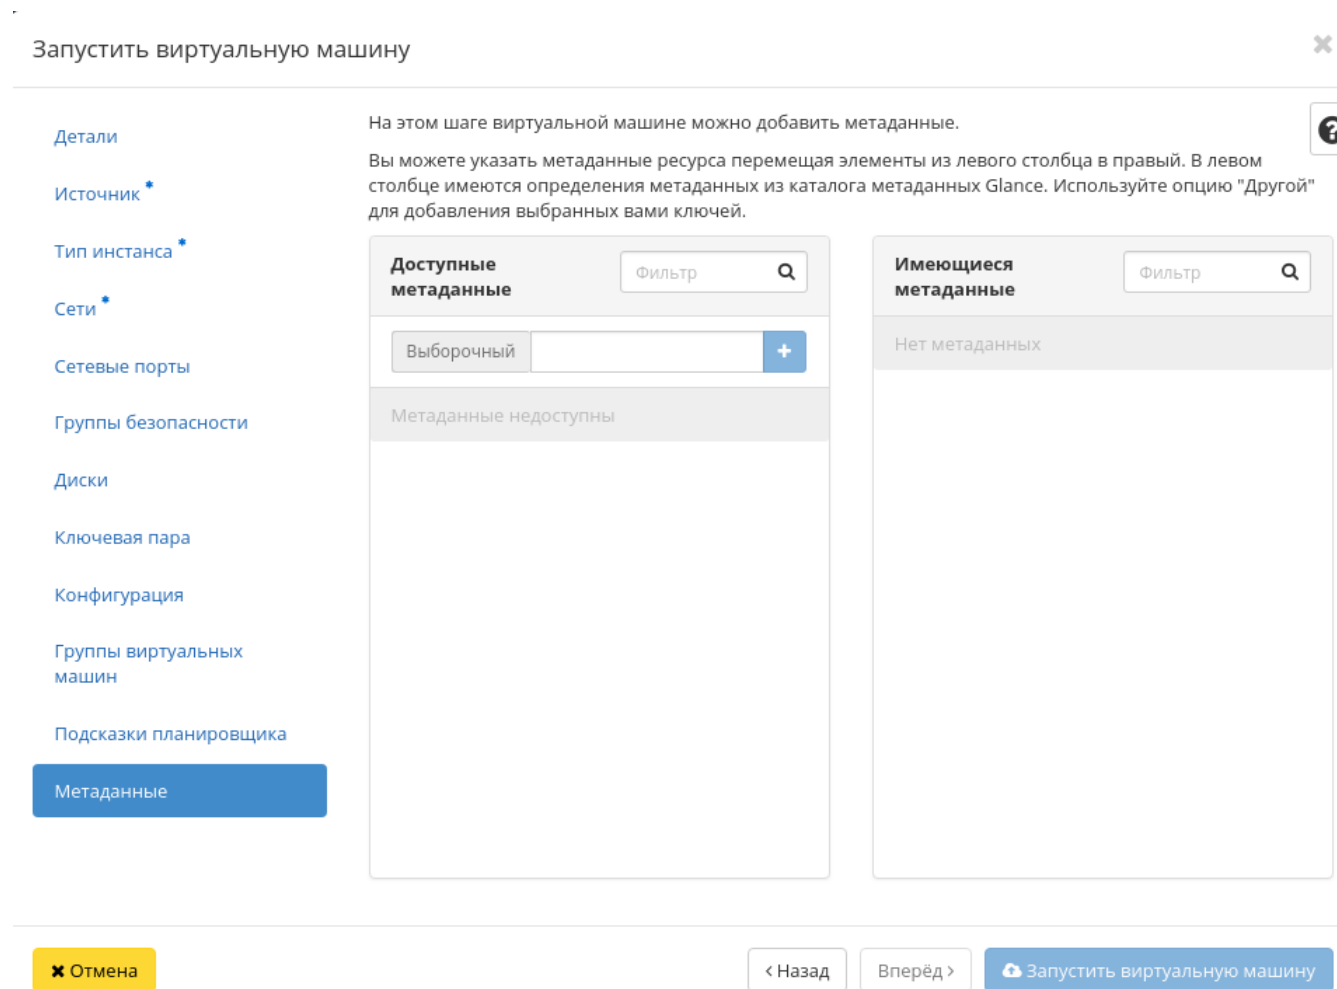 Запустить виртуальную машину
Детали
Источник *
Тип инстанса *
Сети *
Сетевые порты
Группы безопасности
Диски
Ключевая пара
Конфигурация
Группы виртуальных
машин
Подсказки планировщика
Метаданные
На этом шаге виртуальной машине можно добавить метаданные.
Вы можете указать метаданные ресурса перемещая элементы из левого столбца в правый. В левом
столбце имеются определения метаданных из каталога метаданных Glance. Используйте опцию "Другой"
для добавления выбранных вами ключей.
Доступные
метаданные
Фильтр
Выборочный
Метаданные недоступны
Имеющиеся
метаданные
Фильтр
Нет метаданных
Отмена
Назад
Вперёд
Запустить виртуальную машину